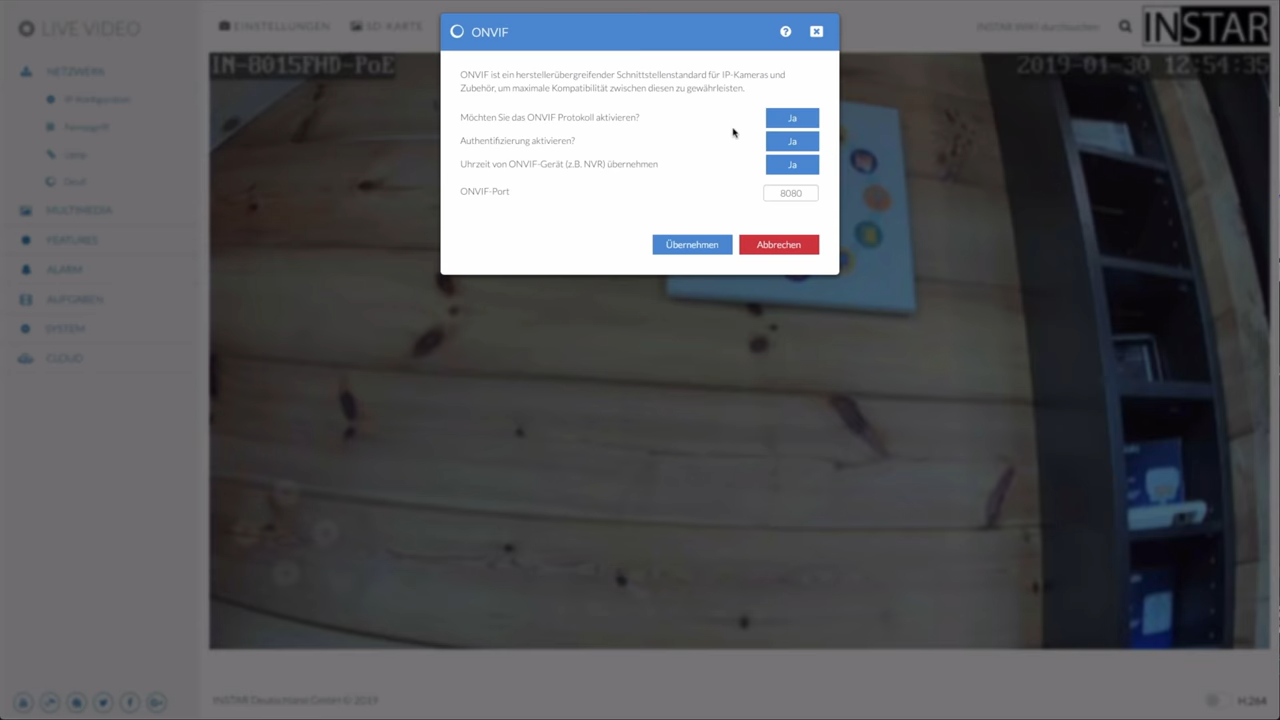 LIVE VIDEO
EINSTELLUNGEN
SD-KARTE
INSTAR
NETZWERK
MULTIMEDIA
FEATURES
ALARM
AUFGABEN
SYSTEM
CLOUD
IN-8015FHD-PoE
2019-01-30 12:54:35
ONVIF
ONVIF ist ein herstellerübergreifender Schnittstellenstandard für IP-Kameras und
Zubehör, um maximale Kompatibilität zwischen diesen zu gewährleisten.
Möchten Sie das ONVIF Protokoll aktivieren? Ja
Authentifizierung aktivieren? Ja
Uhrzeit von ONVIF-Gerät (z.B. NVR) übernehmen Ja
ONVIF-Port 8080
Übernehmen Abbrechen
INSTAR Deutschland GmbH © 2019
H.264